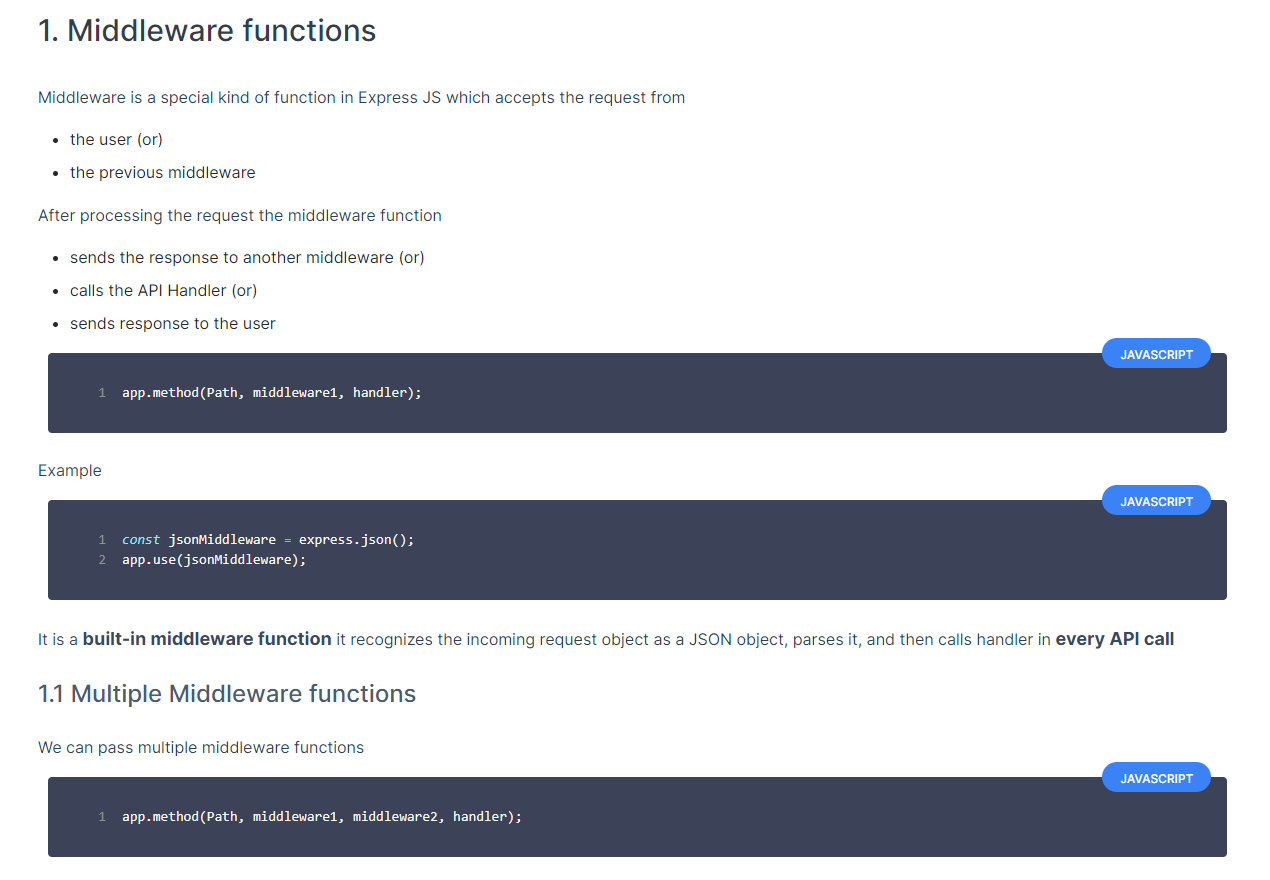 1. Middleware functions
Middleware is a special kind of function in Express JS which accepts the request from
• the user (or)
• the previous middleware
After processing the request the middleware function
• sends the response to another middleware (or)
• calls the API Handler (or)
• sends response to the user
JAVASCRIPT
1 app.method(Path, middleware1, handler);
Example
JAVASCRIPT
1 const jsonMiddleware = express.json();
2 app.use(jsonMiddleware);
It is a built-in middleware function it recognizes the incoming request object as a JSON object, parses it, and then calls handler in every API call
1.1 Multiple Middleware functions
We can pass multiple middleware functions
JAVASCRIPT
1 app.method(Path, middleware1, middleware2, handler);